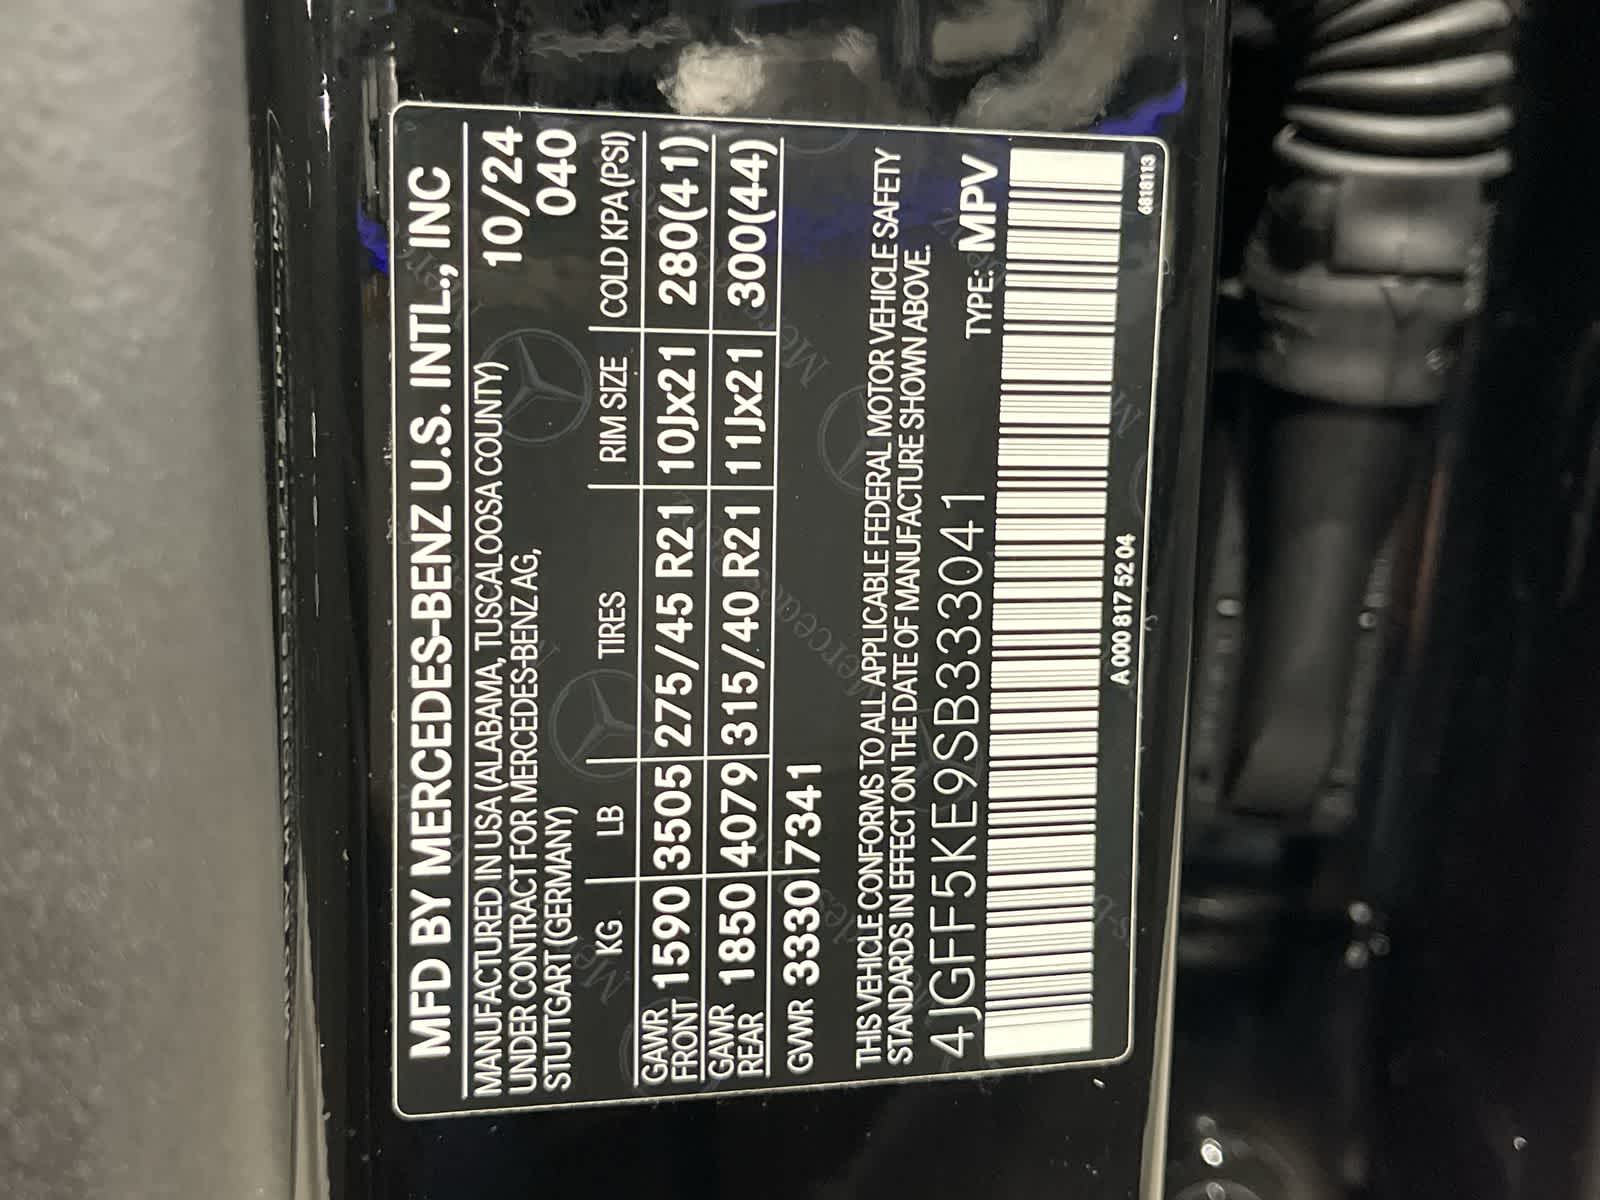 MFD BY MERCEDES-BENZ U.S. INTL., INC
MANUFACTURED IN USA (ALABAMA, TUSCALOOSA COUNTY) 10/24
UNDER CONTRACT FOR MERCEDES-BENZ AG, 040
STUTTGART (GERMANY)
KG LB TIRES RIM SIZE COLD KPA(PSI)
GAWR FRONT 1590 3505 275/45 R21 10Jx21 280(41)
GAWR REAR 1850 4079 315/40 R21 11Jx21 300(44)
GVWR 3330 7341
THIS VEHICLE CONFORMS TO ALL APPLICABLE FEDERAL MOTOR VEHICLE SAFETY
STANDARDS IN EFFECT ON THE DATE OF MANUFACTURE SHOWN ABOVE.
4JGFF5KE9SB333041 TYPE: MPV
A 000 817 52 04 6818113